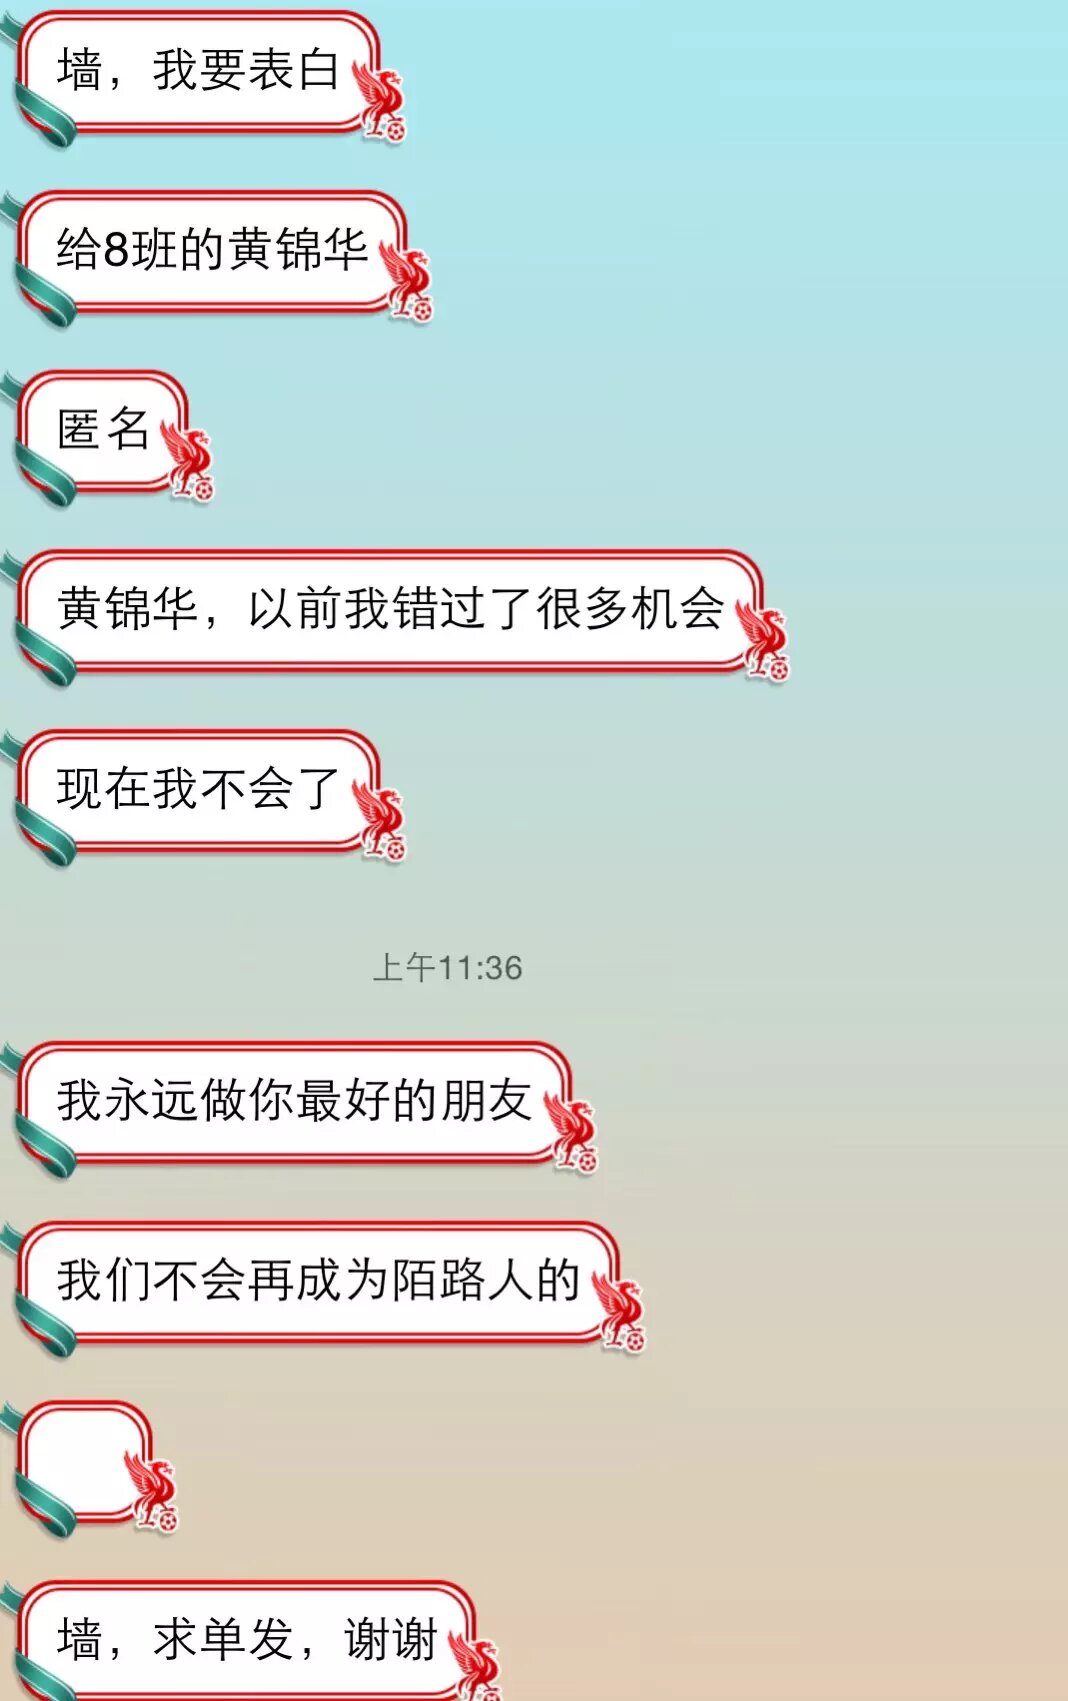 墙，我要表白
给8班的黄锦华
匿名
黄锦华，以前我错过了很多机会
现在我不会了
上午11:36
我永远做你最好的朋友
我们不会再成为陌路人的
墙，求单发，谢谢